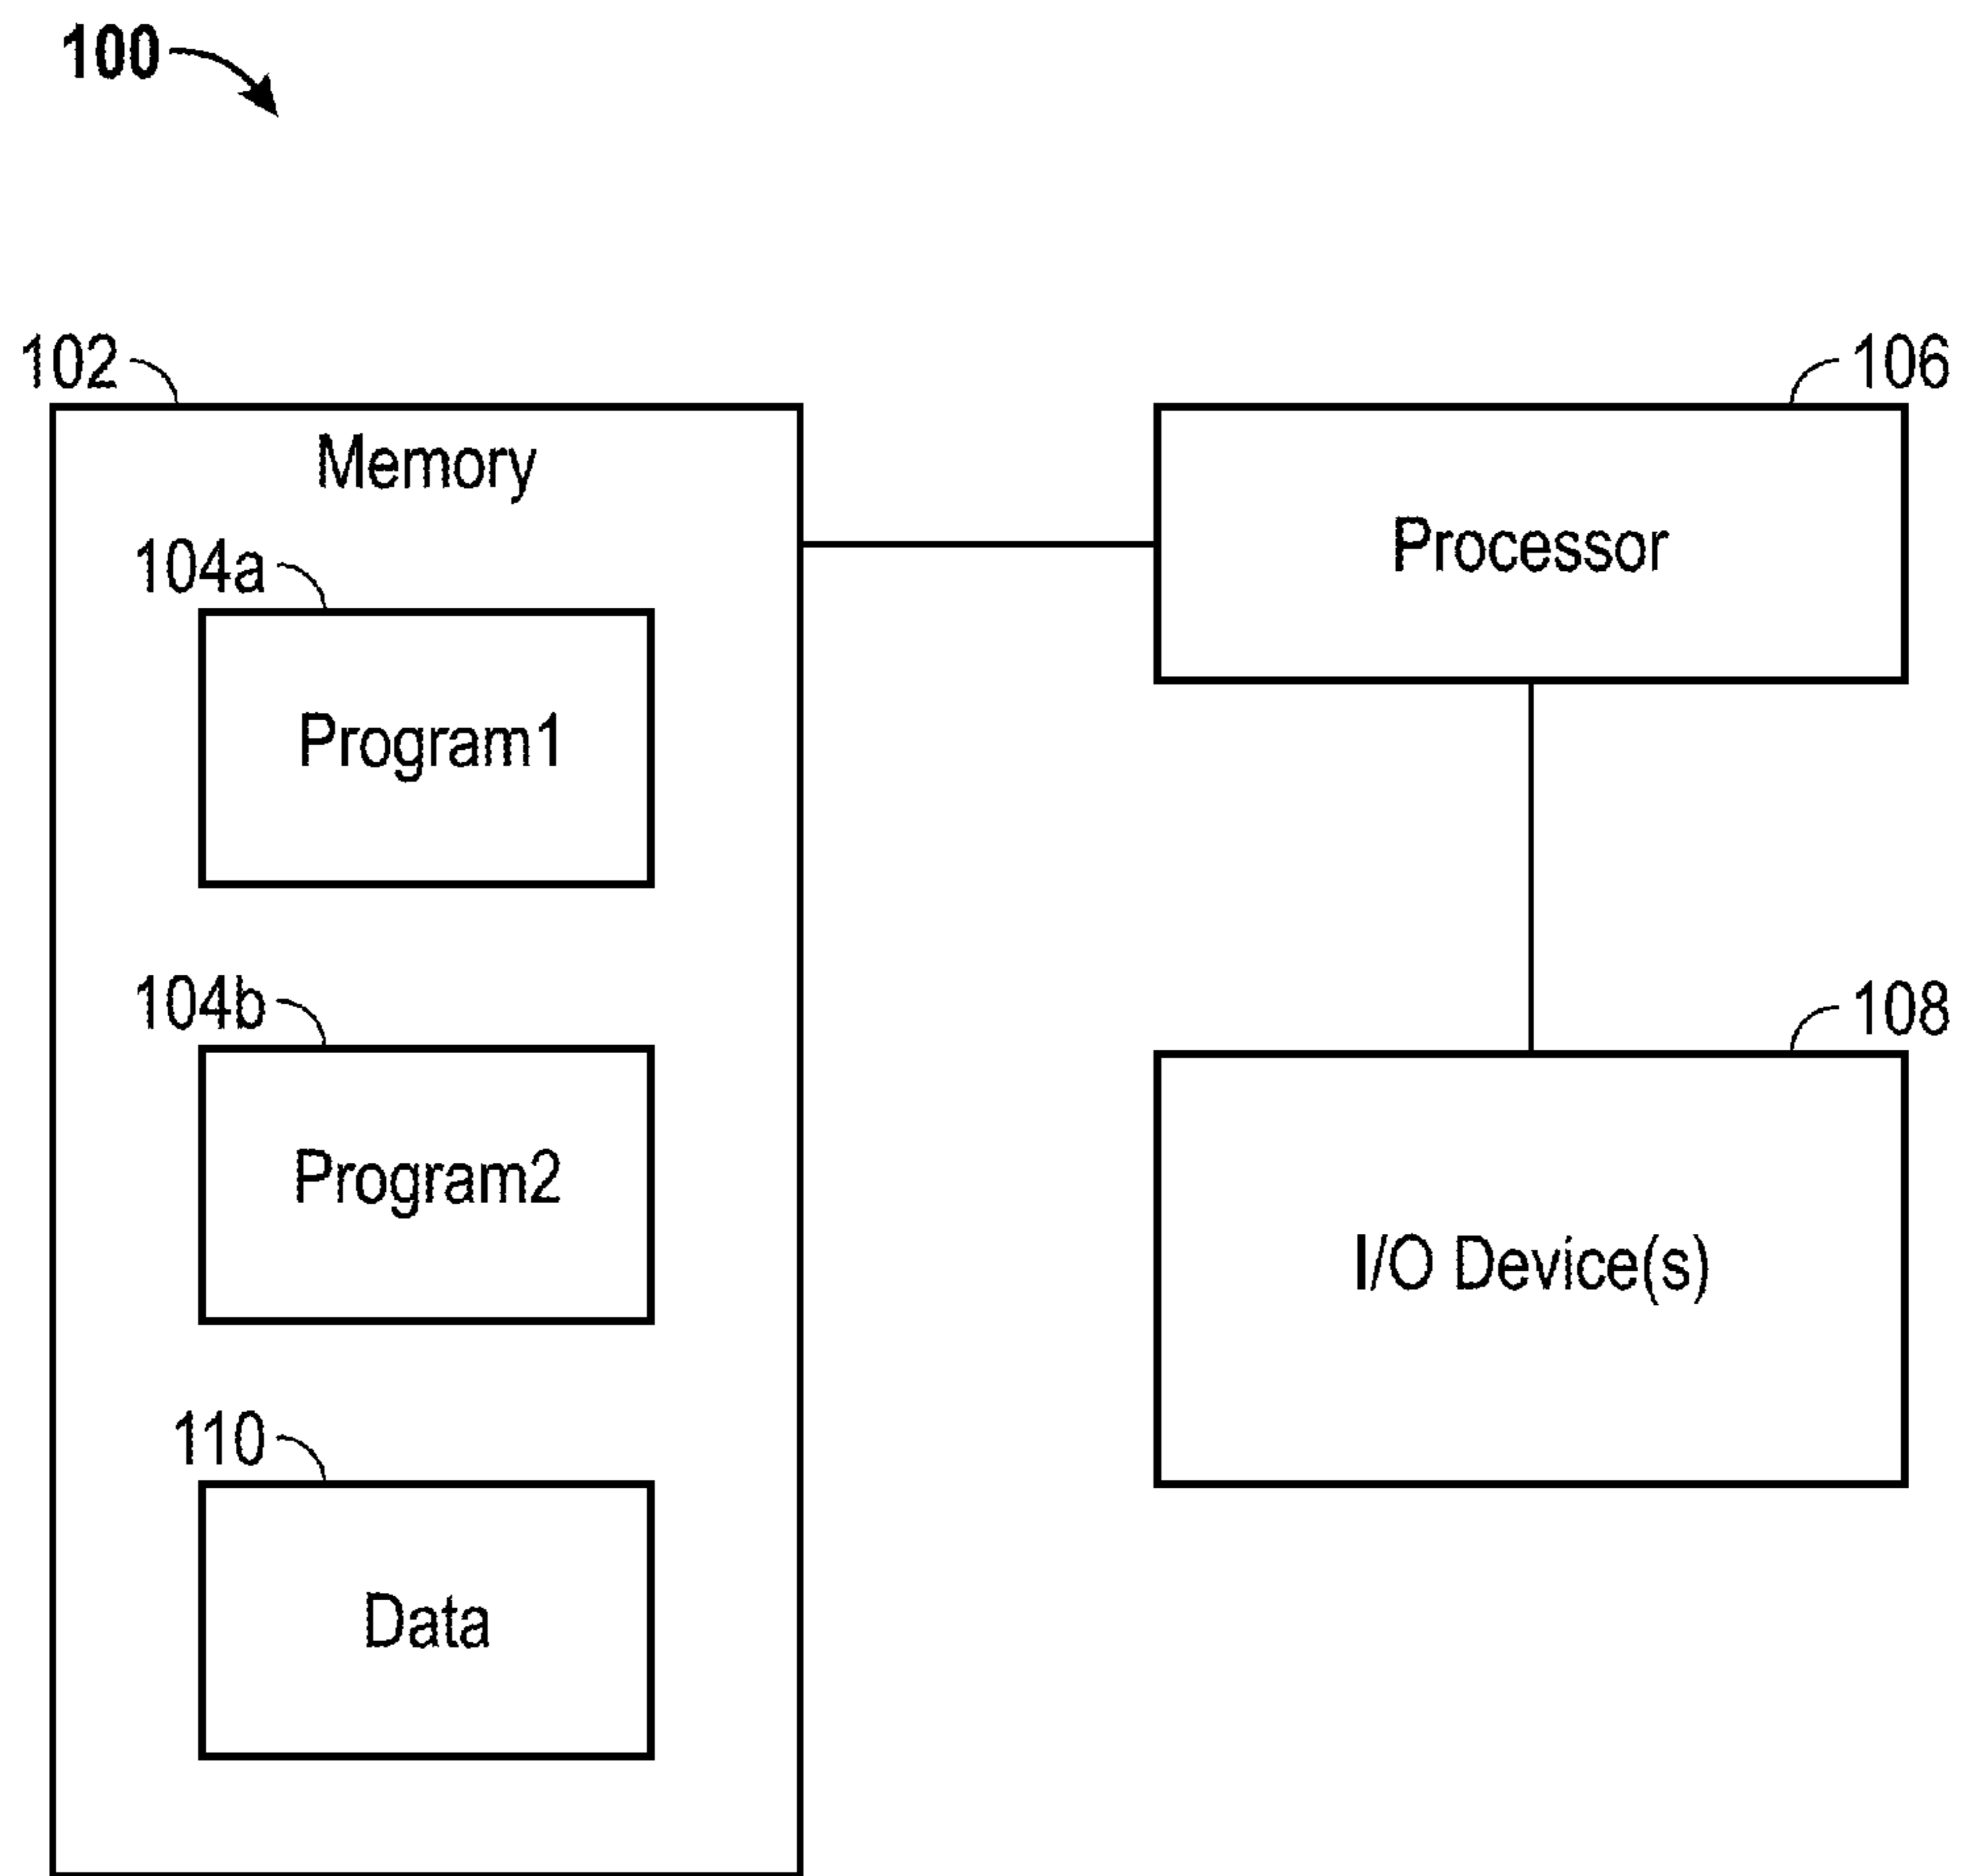 100
102
Memory
104a
Program1
104b
Program2
110
Data
106
Processor
108
I/O Device(s)